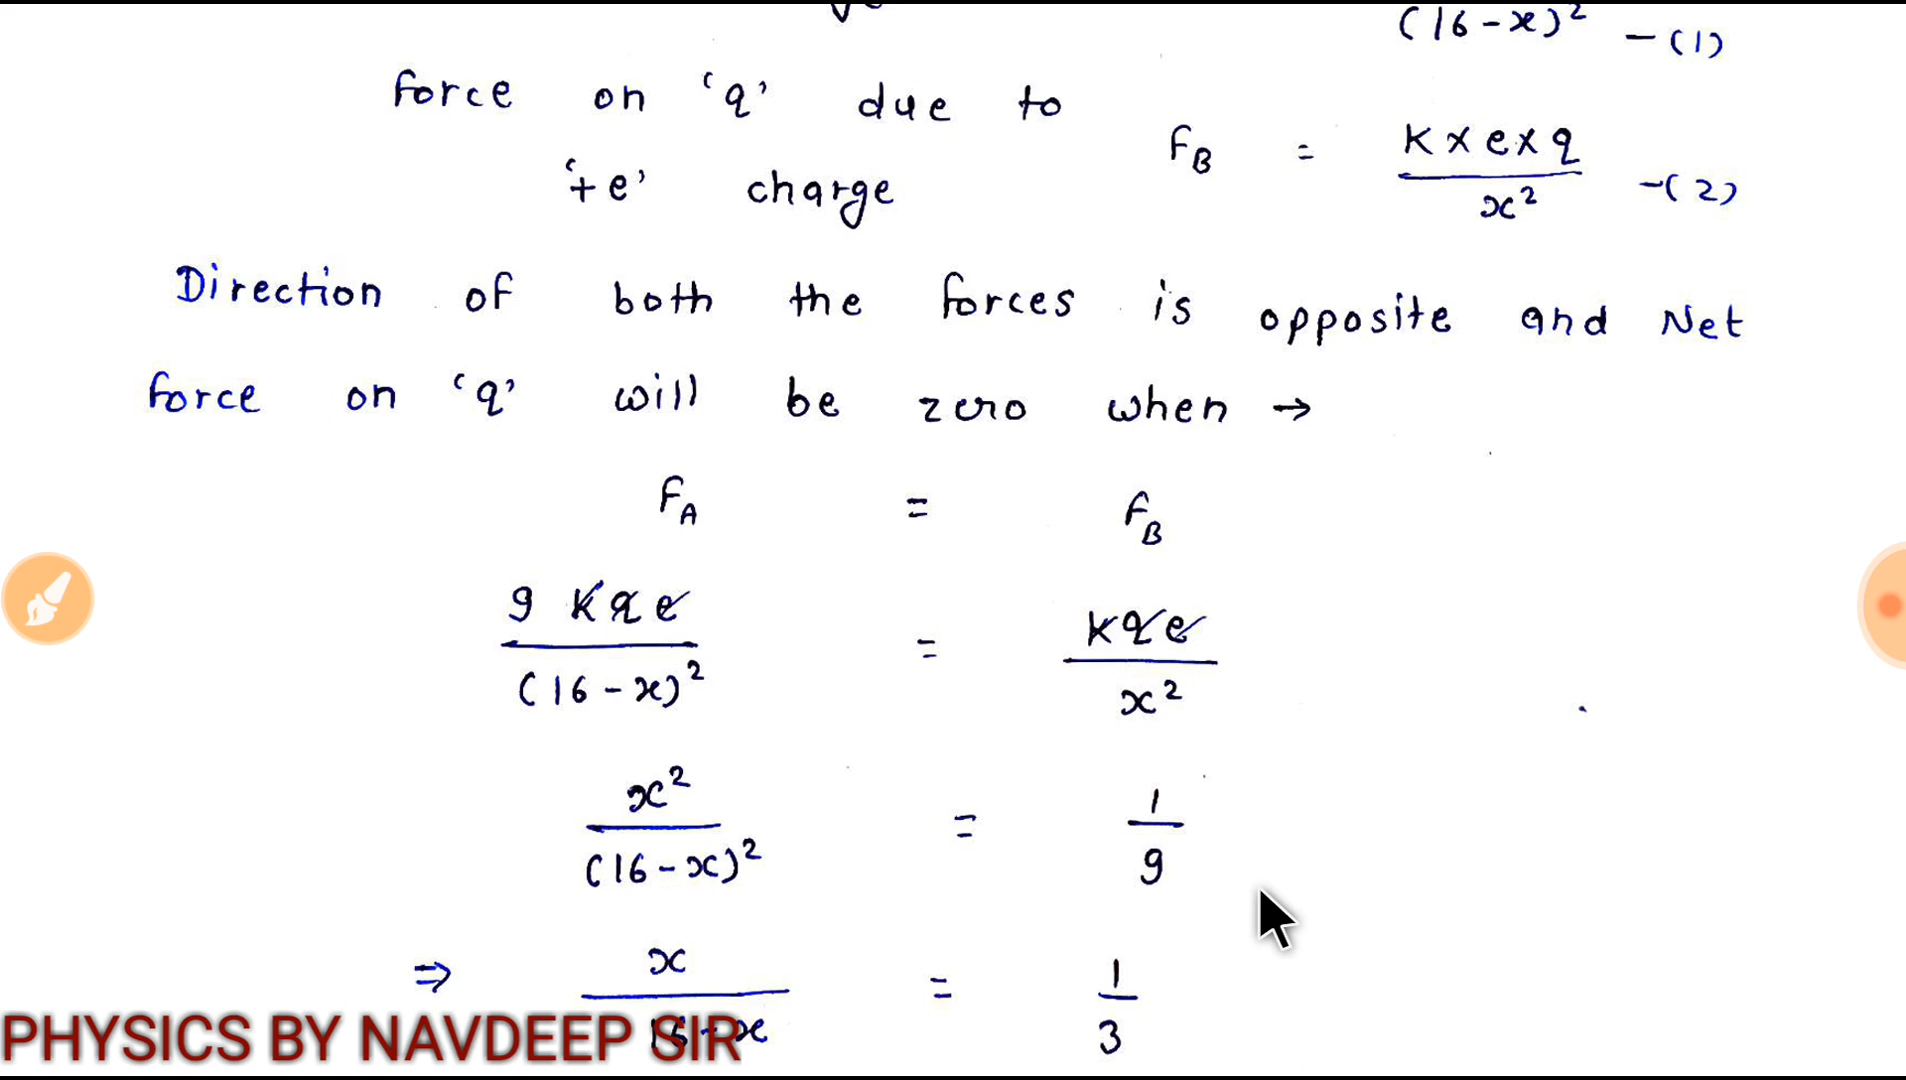 (16-x)² -(1)
force on 'q' due to
'+e' charge
F_B = K×e×q / x² -(2)
Direction of both the forces is opposite and Net
force on 'q' will be zero when →
F_A = F_B
9 K q e / (16-x)² = k q e / x²
x² / (16-x)² = 1 / 9
⇒ x / 16-x = 1 / 3
PHYSICS BY NAVDEEP SIR